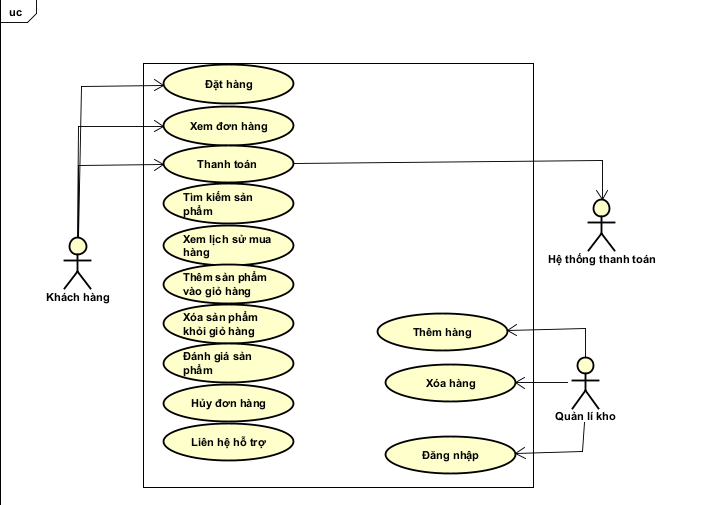 uc
Đặt hàng
Xem đơn hàng
Thanh toán
Tìm kiếm sản
phẩm
Xem lịch sử mua
hàng
Thêm sản phẩm
vào giỏ hàng
Xóa sản phẩm
khỏi giỏ hàng
Đánh giá sản
phẩm
Hủy đơn hàng
Liên hệ hỗ trợ
Khách hàng
Hệ thống thanh toán
Thêm hàng
Xóa hàng
Đăng nhập
Quản lí kho